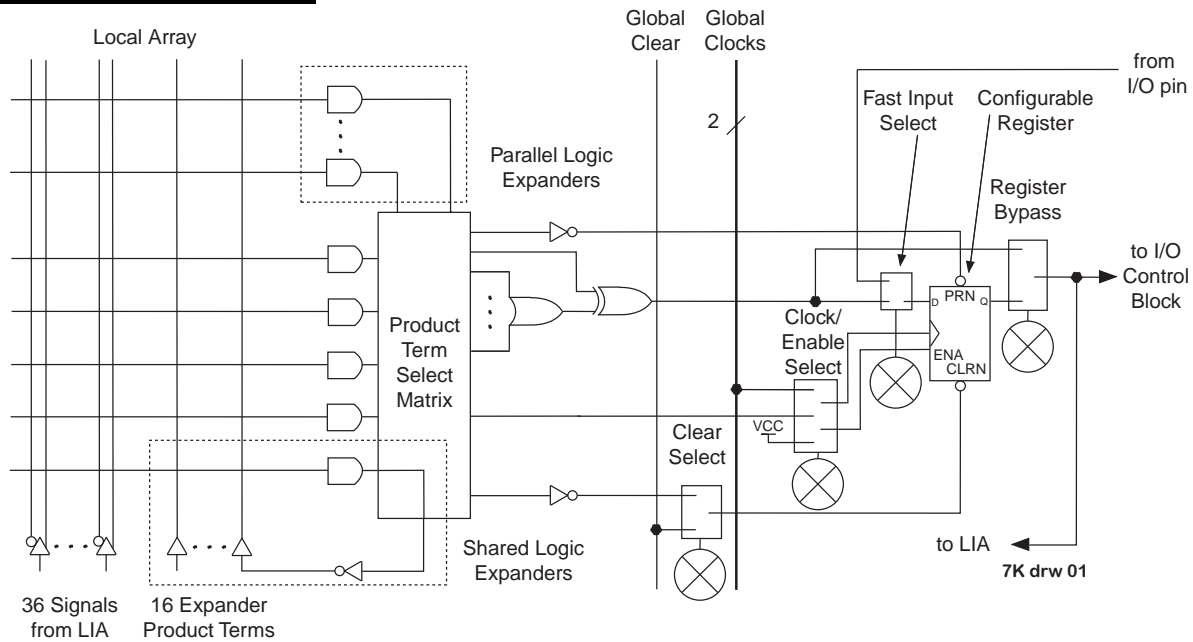 Local Array
Global
Clear
Global
Clocks
from
I/O pin
Fast Input
Select
Configurable
Register
2
Parallel Logic
Expanders
Register
Bypass
to I/O
Control
Block
D
PRN
Q
Product
Term
Select
Matrix
Clock/
Enable
Select
ENA
CLRN
VCC
Clear
Select
Shared Logic
Expanders
to LIA
7K drw 01
36 Signals
from LIA
16 Expander
Product Terms